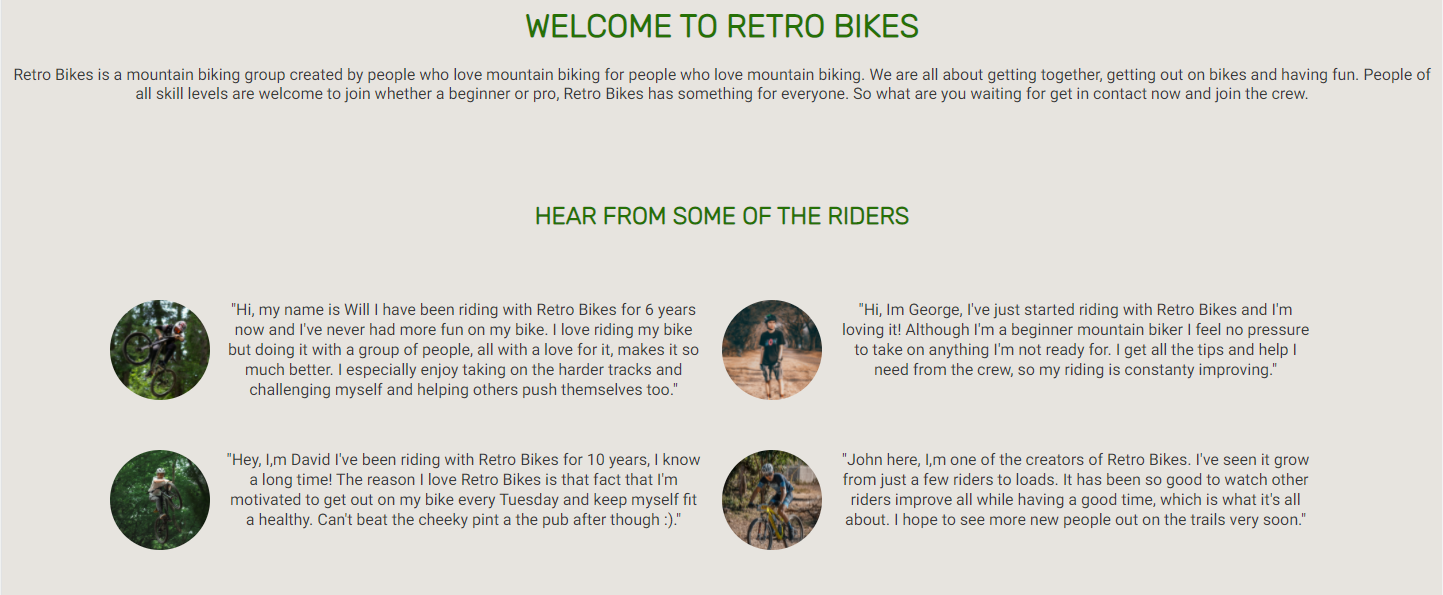 WELCOME TO RETRO BIKES
Retro Bikes is a mountain biking group created by people who love mountain biking for people who love mountain biking. We are all about getting together, getting out on bikes and having fun. People of
all skill levels are welcome to join whether a beginner or pro, Retro Bikes has something for everyone. So what are you waiting for get in contact now and join the crew.
HEAR FROM SOME OF THE RIDERS
"Hi, my name is Will I have been riding with Retro Bikes for 6 years
now and I've never had more fun on my bike. I love riding my bike
but doing it with a group of people, all with a love for it, makes it so
much better. I especially enjoy taking on the harder tracks and
challenging myself and helping others push themselves too."
"Hi, Im George, I've just started riding with Retro Bikes and I'm
loving it! Although I'm a beginner mountain biker I feel no pressure
to take on anything I'm not ready for. I get all the tips and help I
need from the crew, so my riding is constanty improving."
"Hey, I,m David I've been riding with Retro Bikes for 10 years, I know
a long time! The reason I love Retro Bikes is that fact that I'm
motivated to get out on my bike every Tuesday and keep myself fit
a healthy. Can't beat the cheeky pint a the pub after though :)."
"John here, I,m one of the creators of Retro Bikes. I've seen it grow
from just a few riders to loads. It has been so good to watch other
riders improve all while having a good time, which is what it's all
about. I hope to see more new people out on the trails very soon."